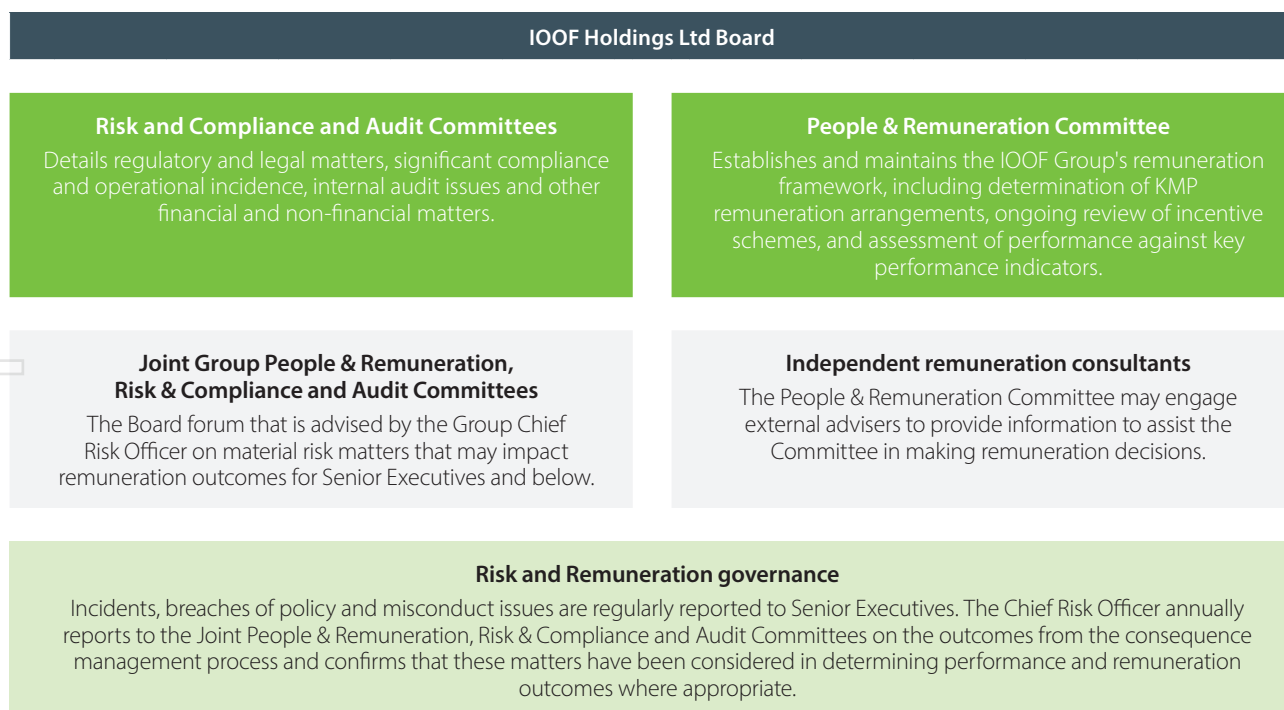 IOOF Holdings Ltd Board
Risk and Compliance and Audit Committees
Details regulatory and legal matters, significant compliance
and operational incidence, internal audit issues and other
financial and non-financial matters.
People & Remuneration Committee
Establishes and maintains the IOOF Group's remuneration
framework, including determination of KMP
remuneration arrangements, ongoing review of incentive
schemes, and assessment of performance against key
performance indicators.
Joint Group People & Remuneration,
Risk & Compliance and Audit Committees
The Board forum that is advised by the Group Chief
Risk Officer on material risk matters that may impact
remuneration outcomes for Senior Executives and below.
Independent remuneration consultants
The People & Remuneration Committee may engage
external advisers to provide information to assist the
Committee in making remuneration decisions.
Risk and Remuneration governance
Incidents, breaches of policy and misconduct issues are regularly reported to Senior Executives. The Chief Risk Officer annually
reports to the Joint People & Remuneration, Risk & Compliance and Audit Committees on the outcomes from the consequence
management process and confirms that these matters have been considered in determining performance and remuneration
outcomes where appropriate.